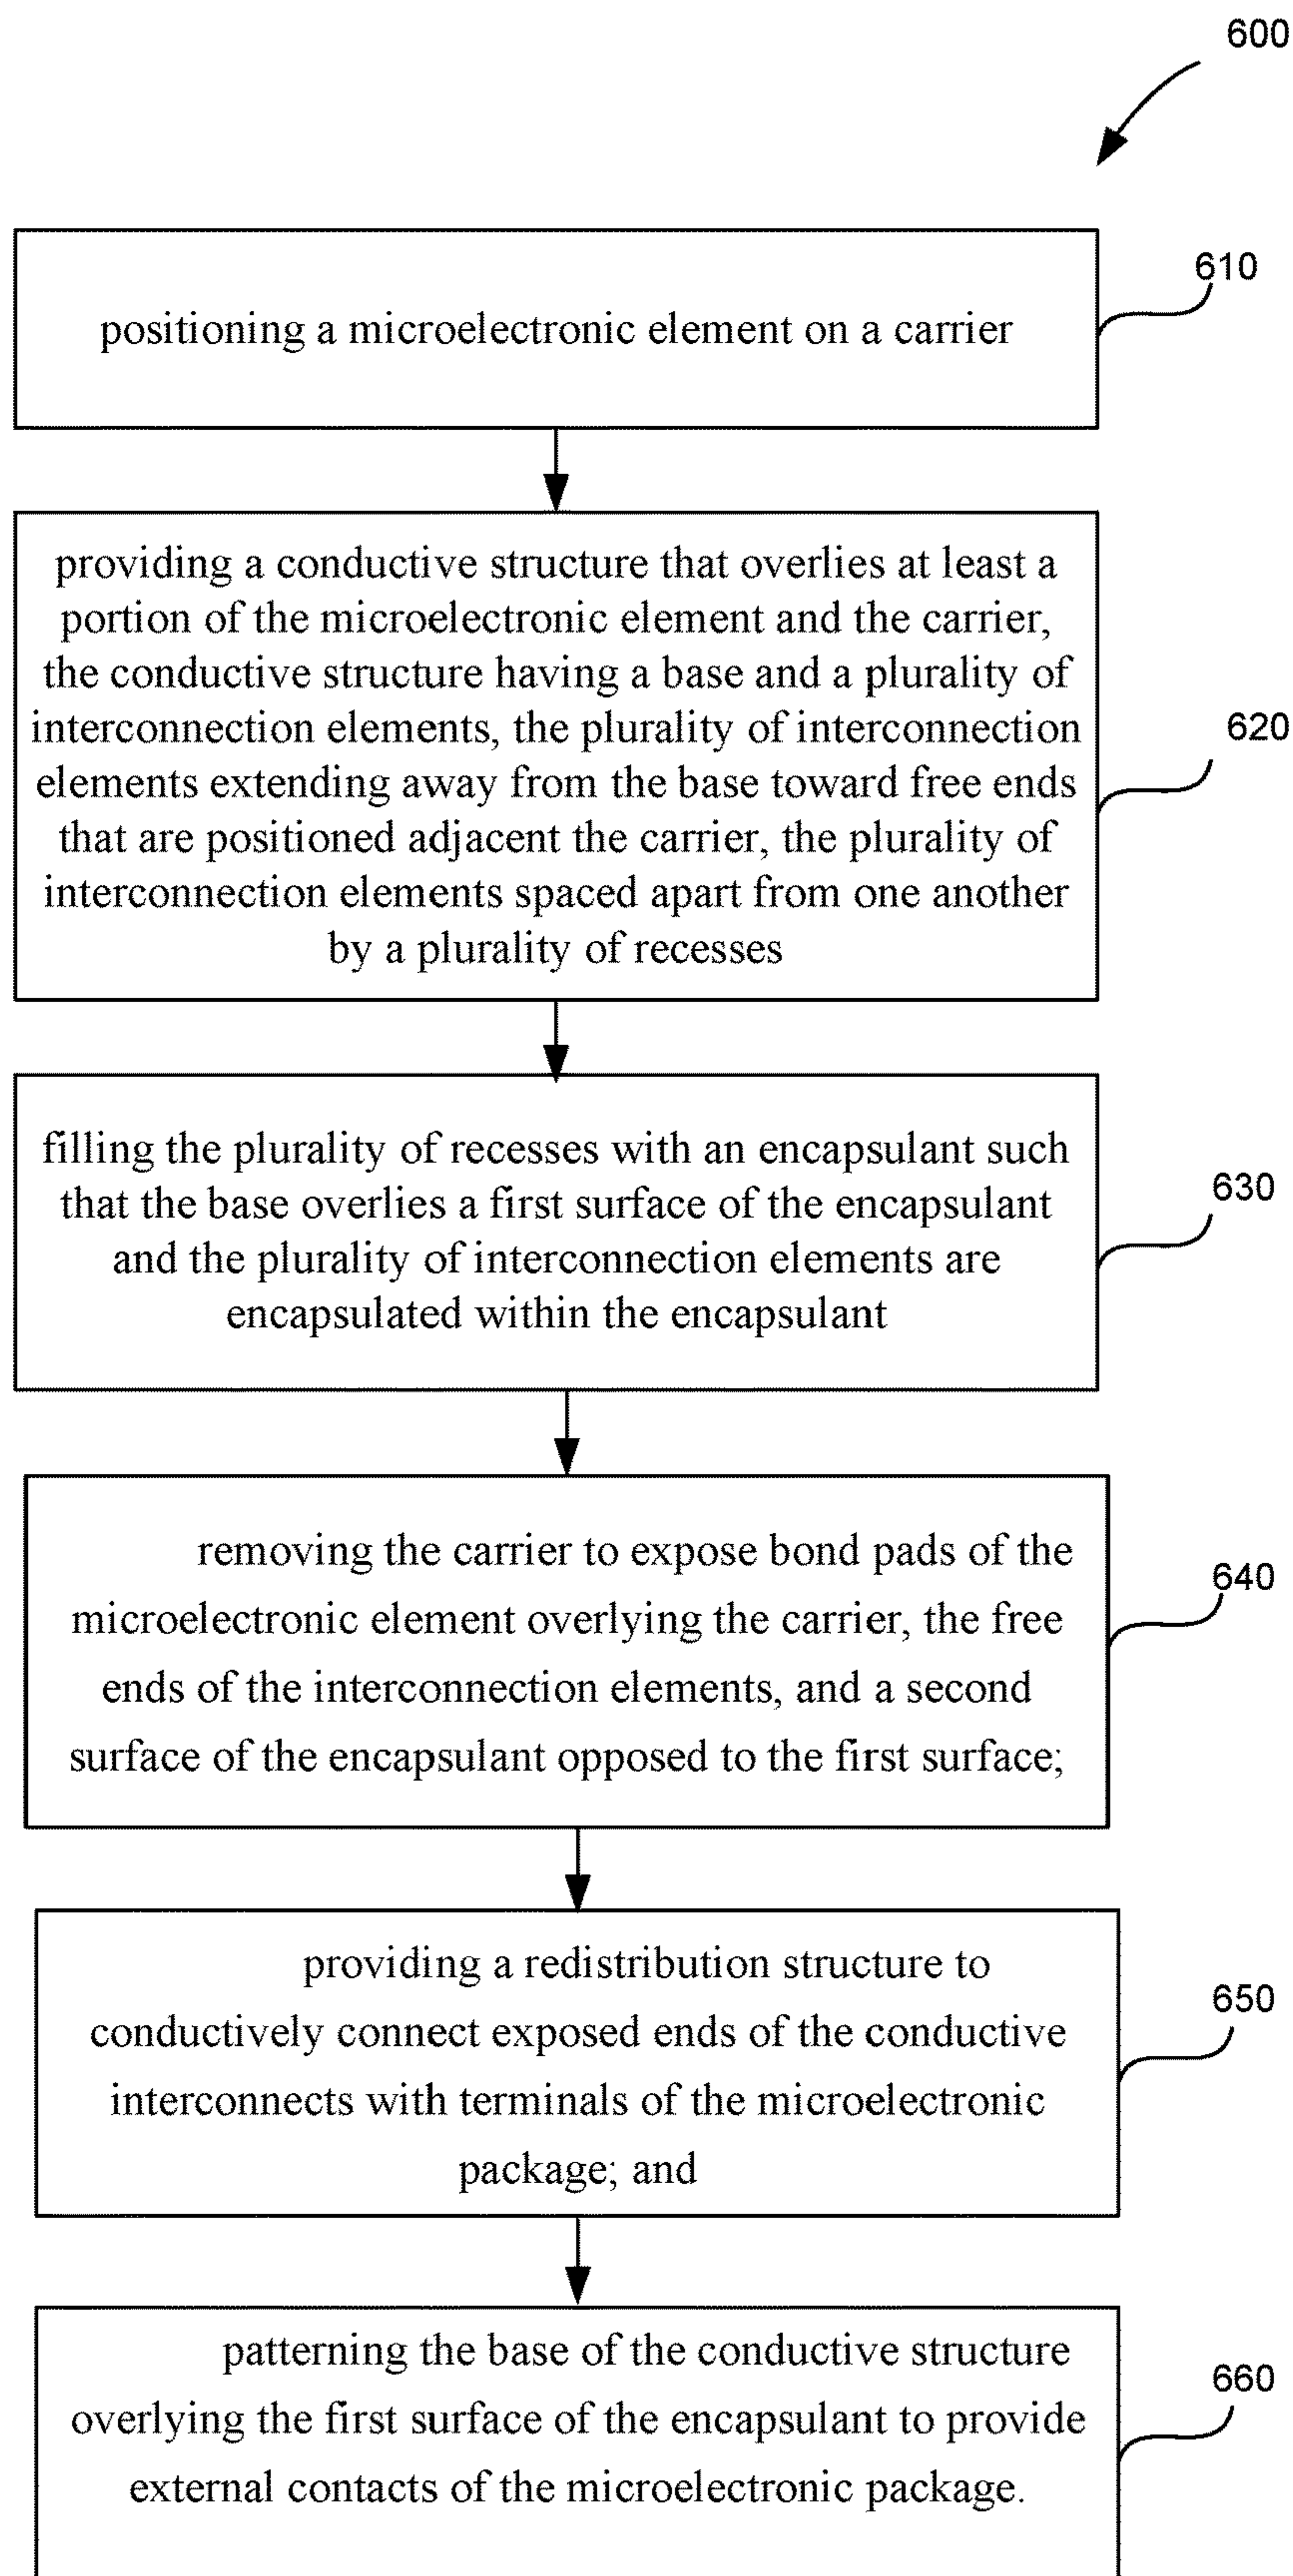 600
610
positioning a microelectronic element on a carrier
providing a conductive structure that overlies at least a
portion of the microelectronic element and the carrier,
the conductive structure having a base and a plurality of
interconnection elements, the plurality of interconnection
elements extending away from the base toward free ends
that are positioned adjacent the carrier, the plurality of
interconnection elements spaced apart from one another
by a plurality of recesses
620
filling the plurality of recesses with an encapsulant such
that the base overlies a first surface of the encapsulant
and the plurality of interconnection elements are
encapsulated within the encapsulant
630
removing the carrier to expose bond pads of the
microelectronic element overlying the carrier, the free
ends of the interconnection elements, and a second
surface of the encapsulant opposed to the first surface;
640
providing a redistribution structure to
conductively connect exposed ends of the conductive
interconnects with terminals of the microelectronic
package; and
650
patterning the base of the conductive structure
overlying the first surface of the encapsulant to provide
external contacts of the microelectronic package.
660